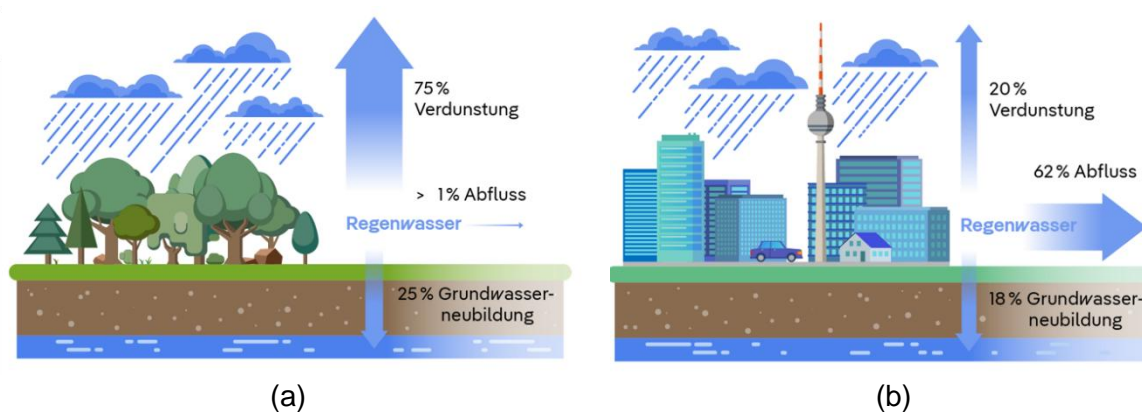 75 %
Verdunstung
> 1% Abfluss
Regenwasser
25 % Grundwasser-
neubildung
(a)
20 %
Verdunstung
62 % Abfluss
Regenwasser
18 % Grundwasser-
neubildung
(b)